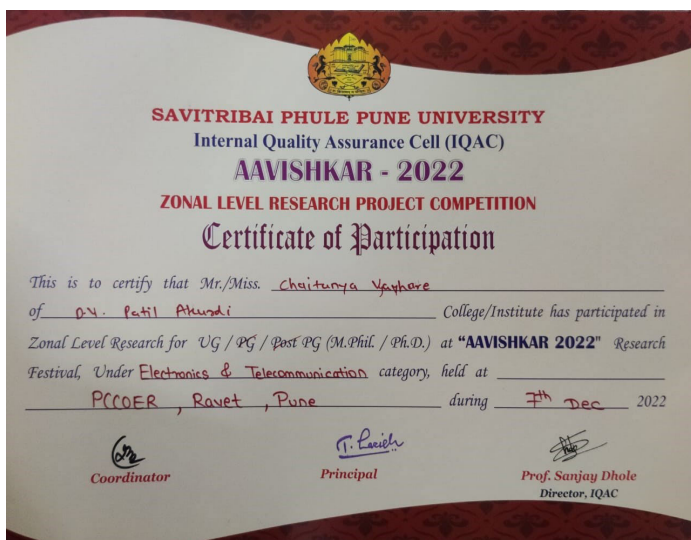 SAVITRIBAI PHULE PUNE UNIVERSITY
Internal Quality Assurance Cell (IQAC)
AAVISHKAR - 2022
ZONAL LEVEL RESEARCH PROJECT COMPETITION
Certificate of Participation
This is to certify that Mr./Miss. Chaitanya
of D.Y. Patil Akurdi College/Institute has participated in
Zonal Level Research for UG / PG / Post PG (M.Phil. / Ph.D.) at "AAVISHKAR 2022" Research
Festival, Under Electronics & Telecommunication category, held at
PCCOER, Ravet, Pune during 7th Dec 2022
Coordinator Principal Prof. Sanjay Dhole
Director, IQAC